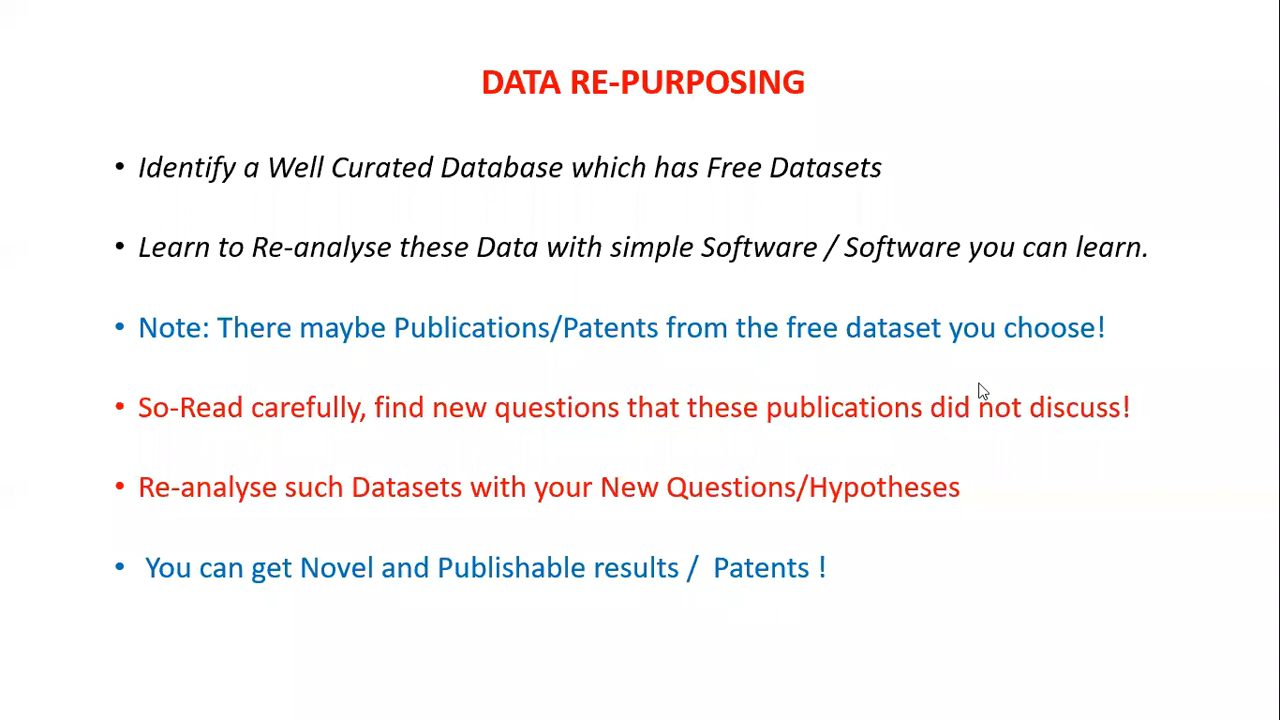 DATA RE-PURPOSING
• Identify a Well Curated Database which has Free Datasets
• Learn to Re-analyse these Data with simple Software / Software you can learn.
• Note: There maybe Publications/Patents from the free dataset you choose!
• So-Read carefully, find new questions that these publications did not discuss!
• Re-analyse such Datasets with your New Questions/Hypotheses
• You can get Novel and Publishable results / Patents !